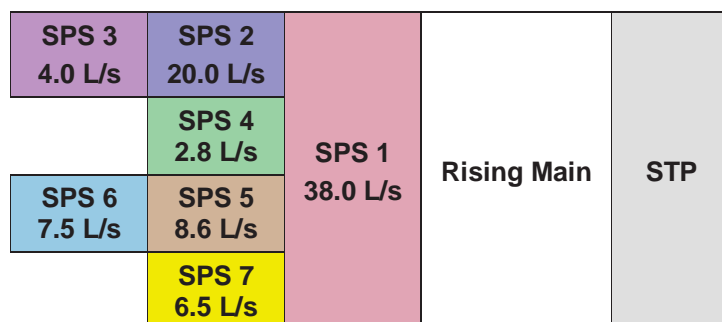 SPS 3
4.0 L/s
SPS 2
20.0 L/s
SPS 4
2.8 L/s
SPS 1
38.0 L/s
Rising Main
STP
SPS 6
7.5 L/s
SPS 5
8.6 L/s
SPS 7
6.5 L/s